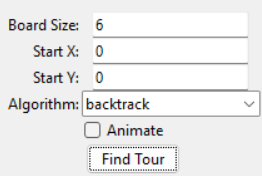 Board Size: 6
Start X: 0
Start Y: 0
Algorithm: backtrack
Animate
Find Tour